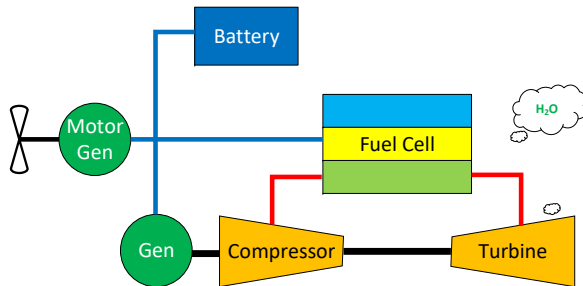 Battery
H₂O
Motor
Gen
Fuel Cell
Gen
Compressor
Turbine